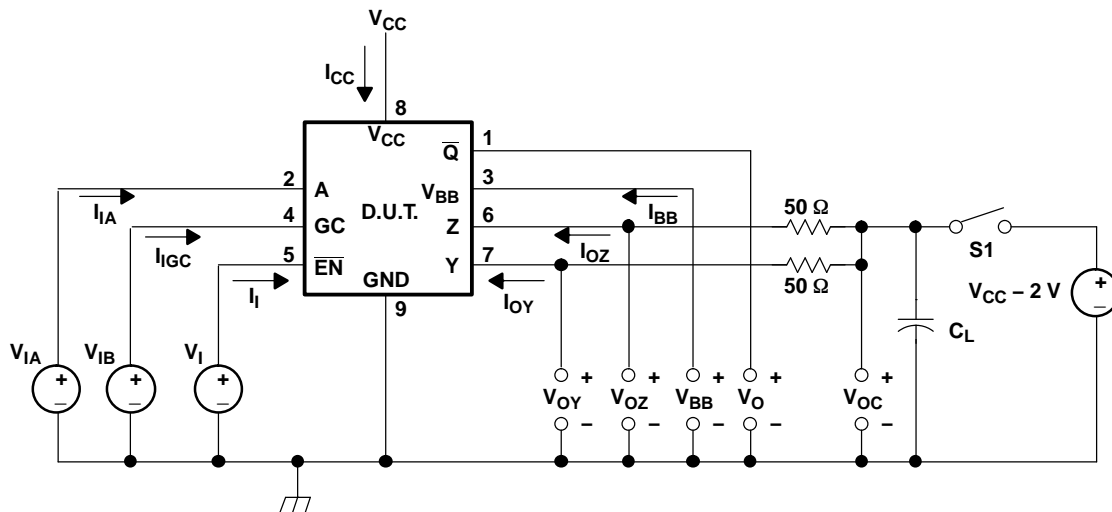 VCC
ICC
8
VCC
1
Q̅
2
A
3
VBB
IIA
D.U.T.
IBB
4
GC
6
Z
50 Ω
IIGC
IOZ
S1
5
E̅N̅
7
Y
50 Ω
II
GND
IOY
VCC – 2 V
+
–
9
CL
VIA
+
–
VIB
+
–
VI
+
–
+
VOY
–
+
VOZ
–
+
VBB
–
+
VO
–
+
VOC
–